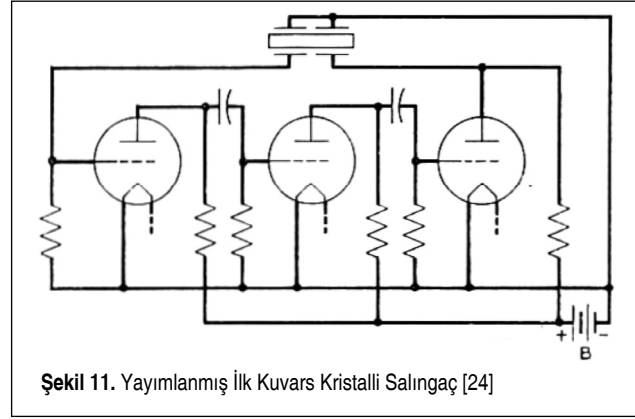 + -
B
Şekil 11. Yayımlanmış İlk Kuvars Kristalli Salıngaç [24]